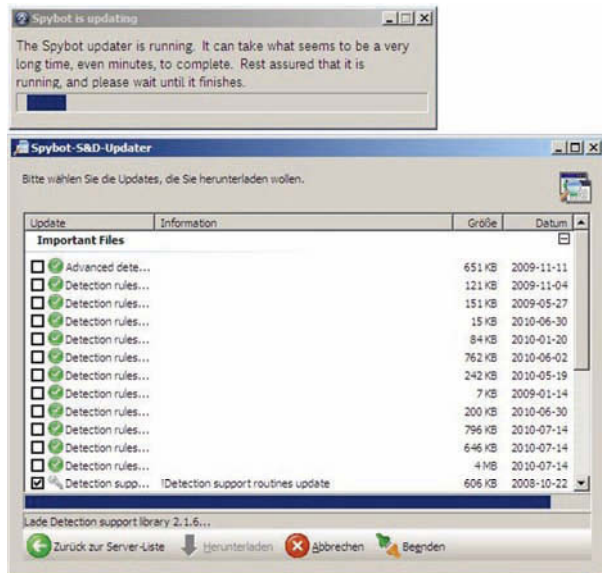 Spybot is updating
The Spybot updater is running. It can take what seems to be a very
long time, even minutes, to complete. Rest assured that it is
running, and please wait until it finishes.
Spybot-S&D-Updater
Bitte wählen Sie die Updates, die Sie herunterladen wollen.
Update Information Größe Datum
Important Files
Advanced dete... 651 KB 2009-11-11
Detection rules... 121 KB 2009-11-04
Detection rules... 151 KB 2009-05-27
Detection rules... 15 KB 2010-06-30
Detection rules... 84 KB 2010-01-20
Detection rules... 762 KB 2010-06-02
Detection rules... 242 KB 2010-05-19
Detection rules... 7 KB 2009-01-14
Detection rules... 200 KB 2010-06-30
Detection rules... 796 KB 2010-07-14
Detection rules... 646 KB 2010-07-14
Detection rules... 4 MB 2010-07-14
Detection supp... !Detection support routines update 606 KB 2008-10-22
Lade Detection support library 2.1.6...
Zurück zur Server-Liste Herunterladen Abbrechen Beenden